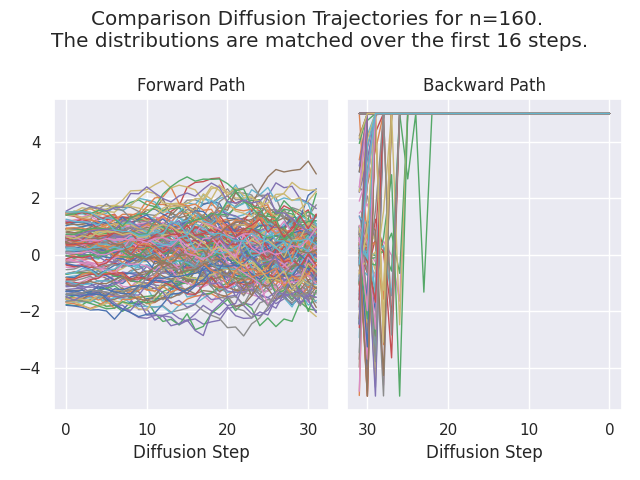 Comparison Diffusion Trajectories for n=160.
The distributions are matched over the first 16 steps.
Forward Path
Backward Path
4
2
0
−2
−4
0 10 20 30
30 20 10 0
Diffusion Step
Diffusion Step